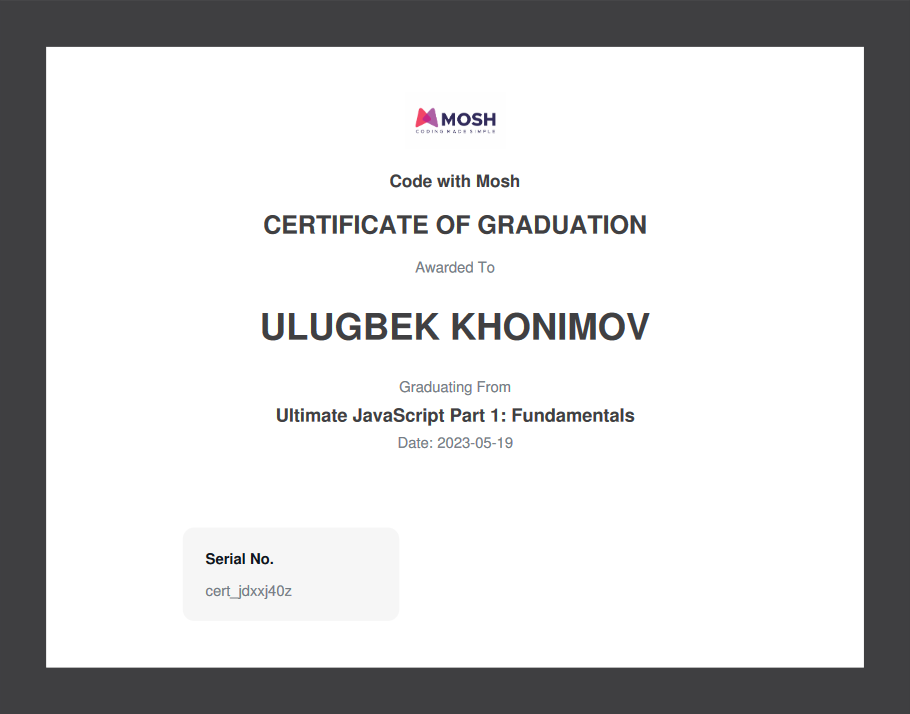 MOSH
CODING MADE SIMPLE
Code with Mosh
CERTIFICATE OF GRADUATION
Awarded To
ULUGBEK KHONIMOV
Graduating From
Ultimate JavaScript Part 1: Fundamentals
Date: 2023-05-19
Serial No.
cert_jdxxj40z